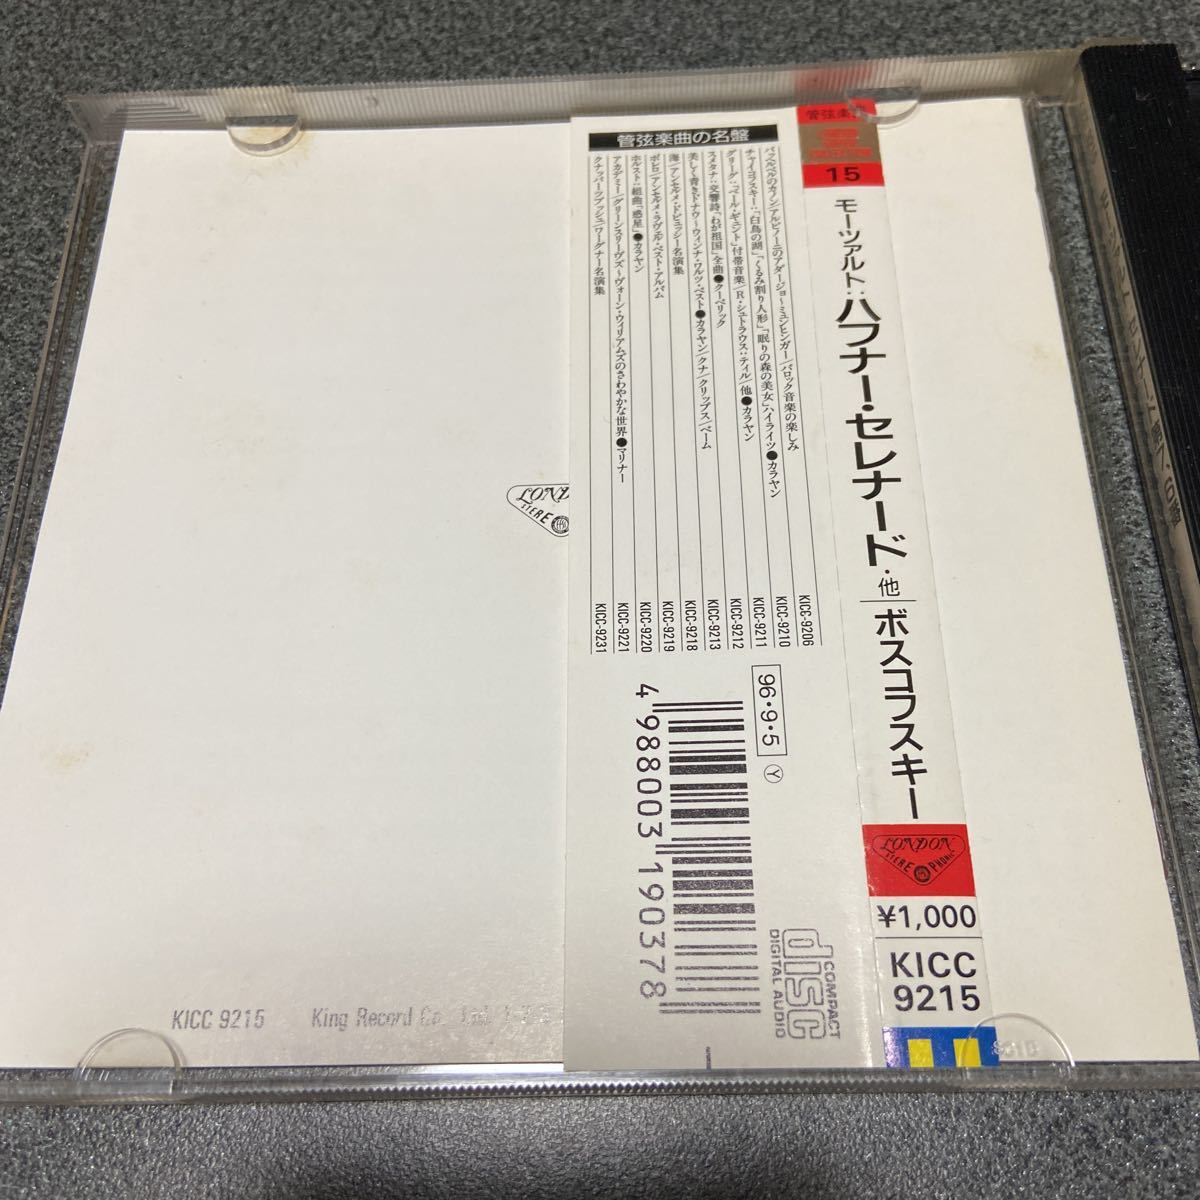 管弦楽曲の名盤
パッヘルベルのカノン/アルビノーニのアダージョ~ミュンヒンガー/バロック音楽の楽しみ
KICC-9206
チャイコフスキー:「白鳥の湖」「くるみ割り人形」「眠りの森の美女」ハイライツ●カラヤン
KICC-9210
グリーグ:「ペール・ギュント」付帯音楽/R・シュトラウス:ティル/他●カラヤン
KICC-9211
スメタナ:交響詩「わが祖国」全曲●クーベリック
KICC-9212
美しく青きドナウ~ウィンナ・ワルツ・ベスト●カラヤン/クナ/クリップス/ベーム
KICC-9213
海/アンセルメ・ドビュッシー名演集
KICC-9218
ボレロ/アンセルメ・ラヴェル・ベスト・アルバム
KICC-9219
ホルスト:組曲「惑星」●カラヤン
KICC-9220
アカデミー/グリーンスリーヴズ~ヴォーン・ウィリアムズのさわやかな世界●マリナー
KICC-9221
クナッパーツブッシュ/ワーグナー名演集
KICC-9231
96・9・5
Y
4 988003 190378
COMPACT
disc
DIGITAL AUDIO
管弦楽曲
15
モーツァルト:ハフナー・セレナード・他
ボスコフスキー
LONDON
STEREO PHONIC
¥1,000
KICC
9215
LONDO
STERE
KICC 9215
King Record Co., Ltd.